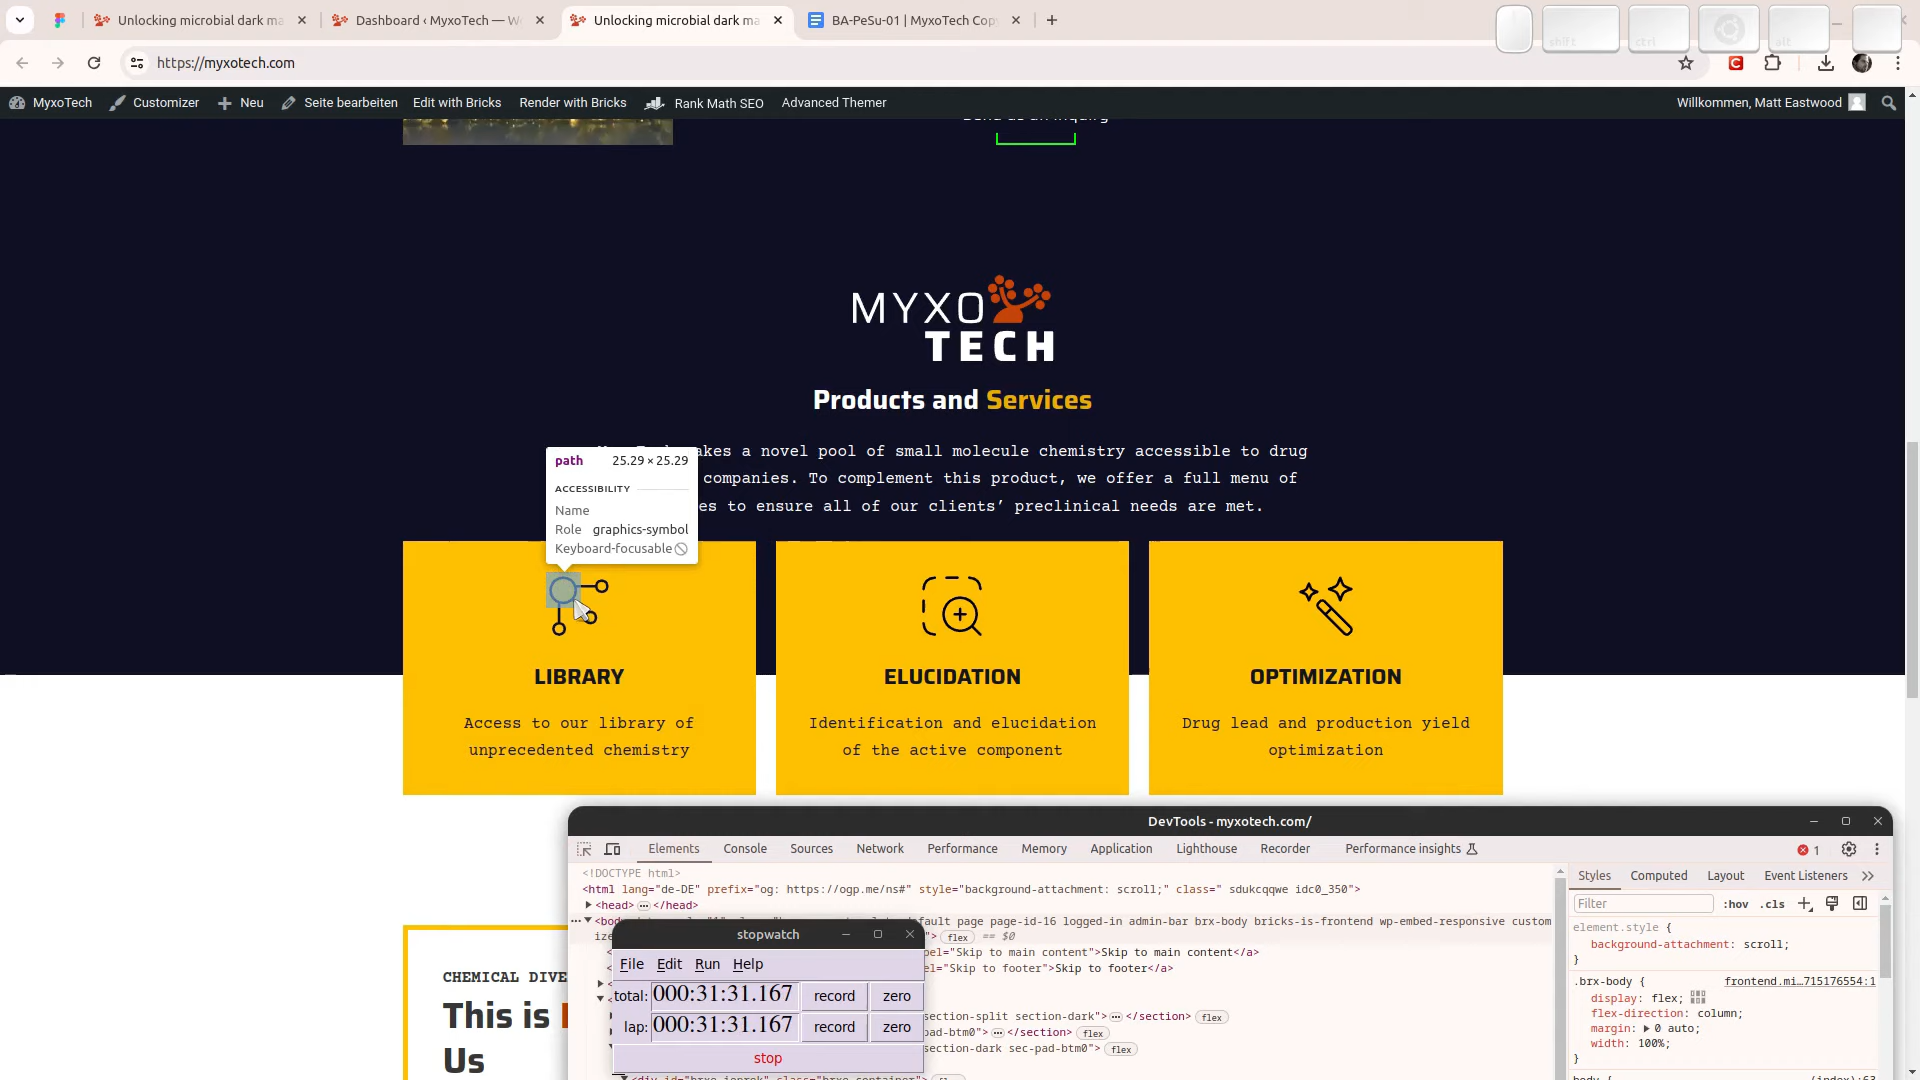 Unlocking microbial dark ma
Dashboard ‹ MyxoTech — W
Unlocking microbial dark ma
BA-PeSu-01 | MyxoTech Cop
shift
ctrl
alt
https://myxotech.com
MyxoTech
Customizer
Neu
Seite bearbeiten
Edit with Bricks
Render with Bricks
Rank Math SEO
Advanced Themer
Willkommen, Matt Eastwood
MYXO
TECH
Products and Services
akes a novel pool of small molecule chemistry accessible to drug
companies. To complement this product, we offer a full menu of
es to ensure all of our clients’ preclinical needs are met.
path 25.29 × 25.29
ACCESSIBILITY
Name
Role graphics-symbol
Keyboard-focusable
LIBRARY
Access to our library of
unprecedented chemistry
ELUCIDATION
Identification and elucidation
of the active component
OPTIMIZATION
Drug lead and production yield
optimization
CHEMICAL DIVE
This is
Us
DevTools - myxotech.com/
Elements
Console
Sources
Network
Performance
Memory
Application
Lighthouse
Recorder
Performance insights
1
<!DOCTYPE html>
<html lang="de-DE" prefix="og: https://ogp.me/ns#" style="background-attachment: scroll;" class=" sdukcqqwe idc0_350">
<head> … </head>
<body
default page page-id-16 logged-in admin-bar brx-body bricks-is-frontend wp-embed-responsive custom
ize
"> flex == $0
bel="Skip to main content">Skip to main content</a>
el="Skip to footer">Skip to footer</a>
section-split section-dark"> … </section> flex
pad-btm0"> … </section> flex
section-dark sec-pad-btm0"> flex
Styles
Computed
Layout
Event Listeners
Filter
:hov
.cls
element.style {
background-attachment: scroll;
}
.brx-body {
frontend.mi…715176554:1
display: flex;
flex-direction: column;
margin: 0 auto;
width: 100%;
}
stopwatch
File
Edit
Run
Help
total: 000:31:31.167 record zero
lap: 000:31:31.167 record zero
stop